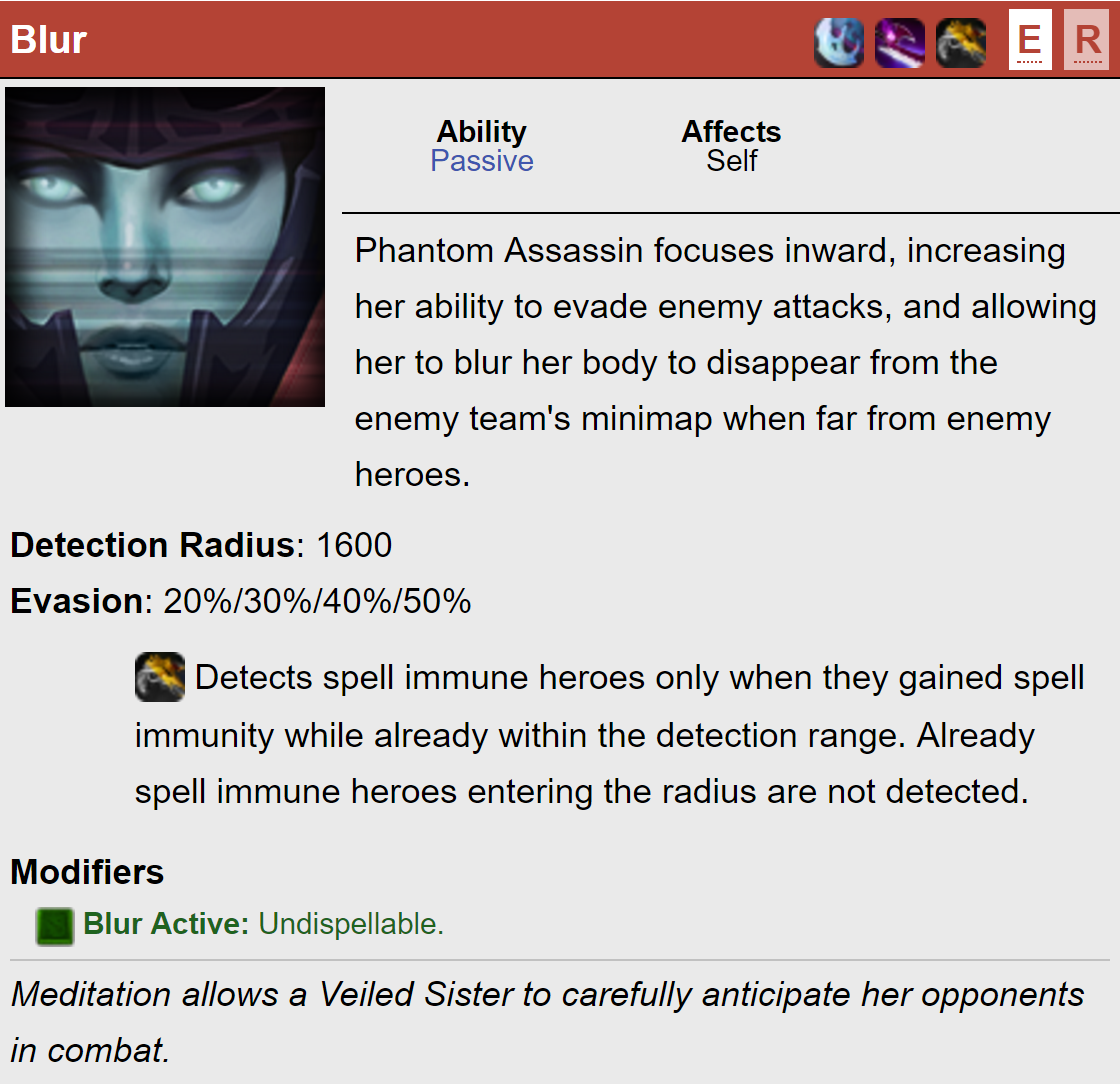 Blur
E R
Ability Affects
Passive Self
Phantom Assassin focuses inward, increasing
her ability to evade enemy attacks, and allowing
her to blur her body to disappear from the
enemy team's minimap when far from enemy
heroes.
Detection Radius: 1600
Evasion: 20%/30%/40%/50%
Detects spell immune heroes only when they gained spell
immunity while already within the detection range. Already
spell immune heroes entering the radius are not detected.
Modifiers
Blur Active: Undispellable.
Meditation allows a Veiled Sister to carefully anticipate her opponents
in combat.